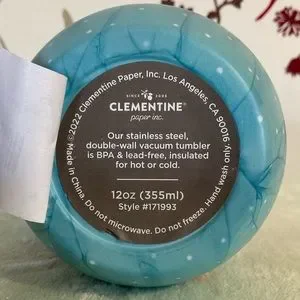 ©2022 Clementine Paper, Inc. Los Angeles, CA 90016
SINCE 2005
CLEMENTINE®
paper inc.
Our stainless steel,
double-wall vacuum tumbler
is BPA & lead-free, insulated
for hot or cold.
12oz (355ml)
Style #171993
Made in China. Do not microwave. Do not freeze. Hand wash only.